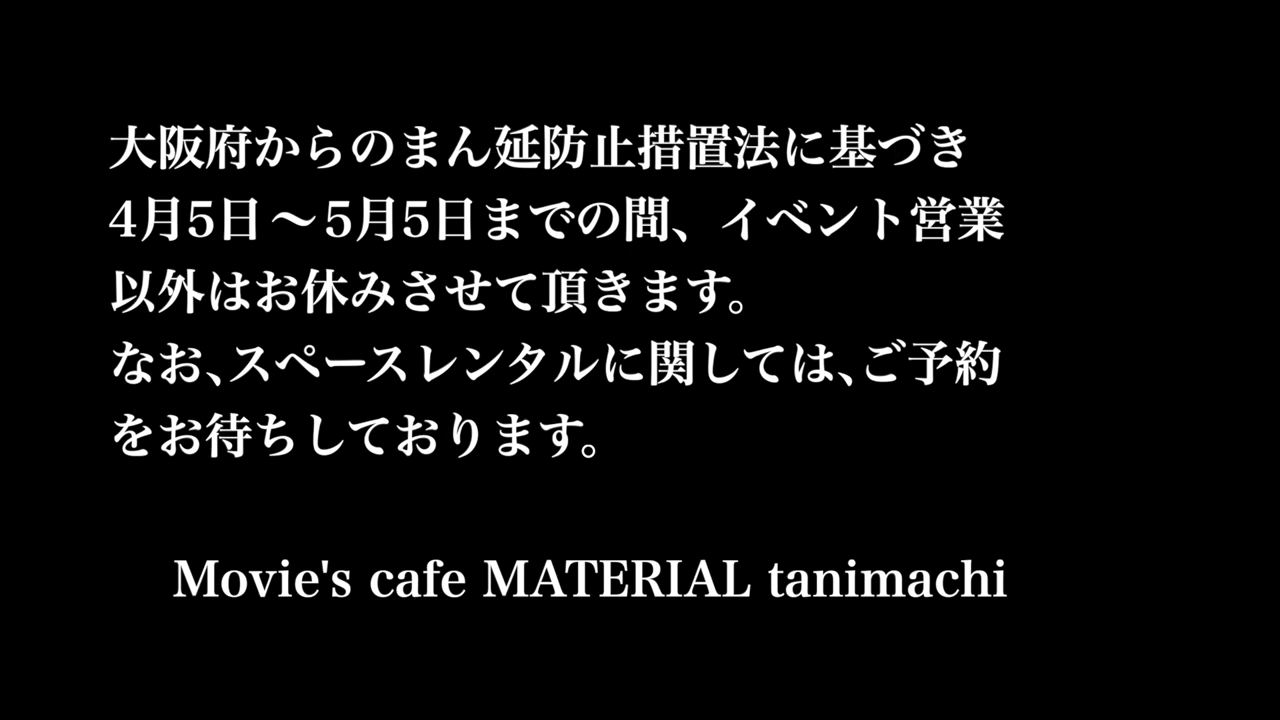 大阪府からのまん延防止措置法に基づき
4月5日〜5月5日までの間、イベント営業
以外はお休みさせて頂きます。
なお、スペースレンタルに関しては、ご予約
をお待ちしております。
Movie's cafe MATERIAL tanimachi